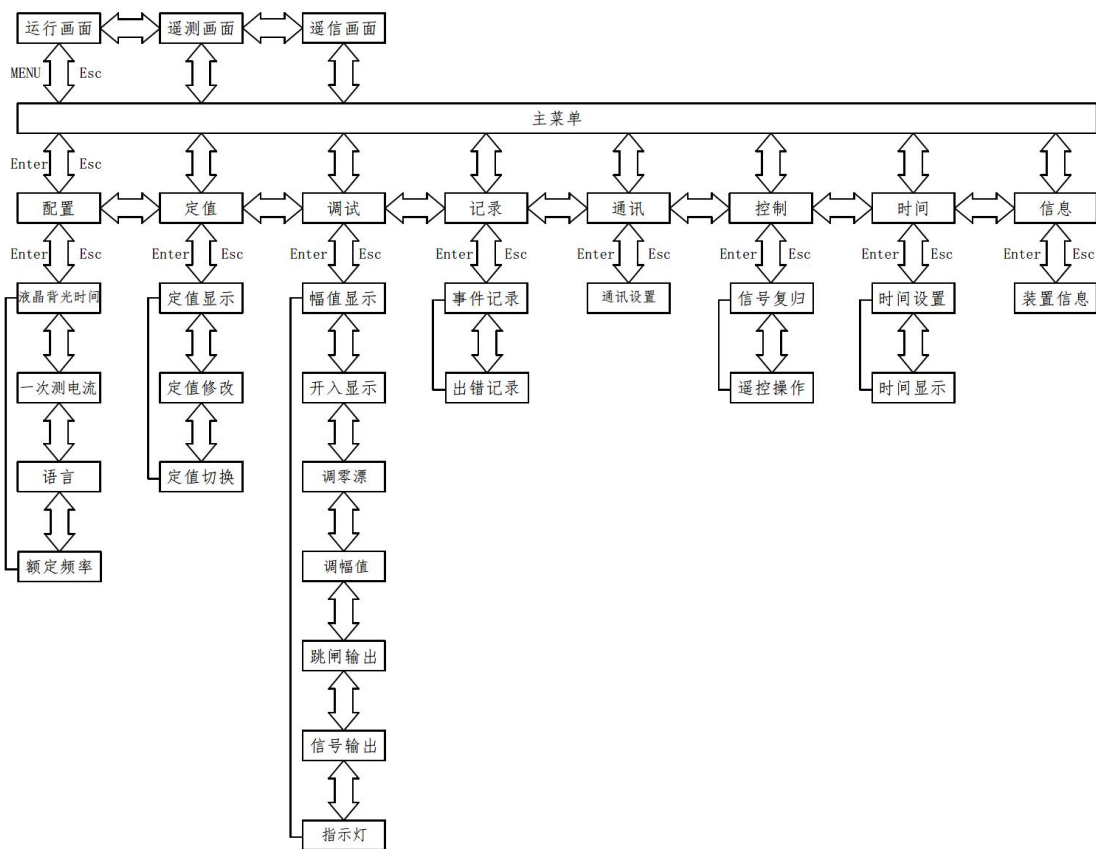 运行画面 遥测画面 遥信画面
MENU Esc
主菜单
Enter Esc
配置 定值 调试 记录 通讯 控制 时间 信息
Enter Esc Enter Esc Enter Esc Enter Esc Enter Esc Enter Esc Enter Esc Enter Esc
液晶背光时间 定值显示 幅值显示 事件记录 通讯设置 信号复归 时间设置 装置信息
一次测电流 定值修改 开入显示 出错记录 遥控操作 时间显示
语言 定值切换 调零漂
额定频率 调幅值
跳闸输出
信号输出
指示灯